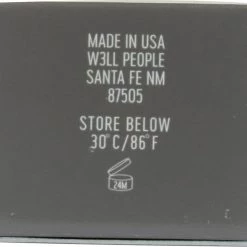 MADE IN USA
W3LL PEOPLE
SANTA FE NM
87505
STORE BELOW
30°C/86°F
24M